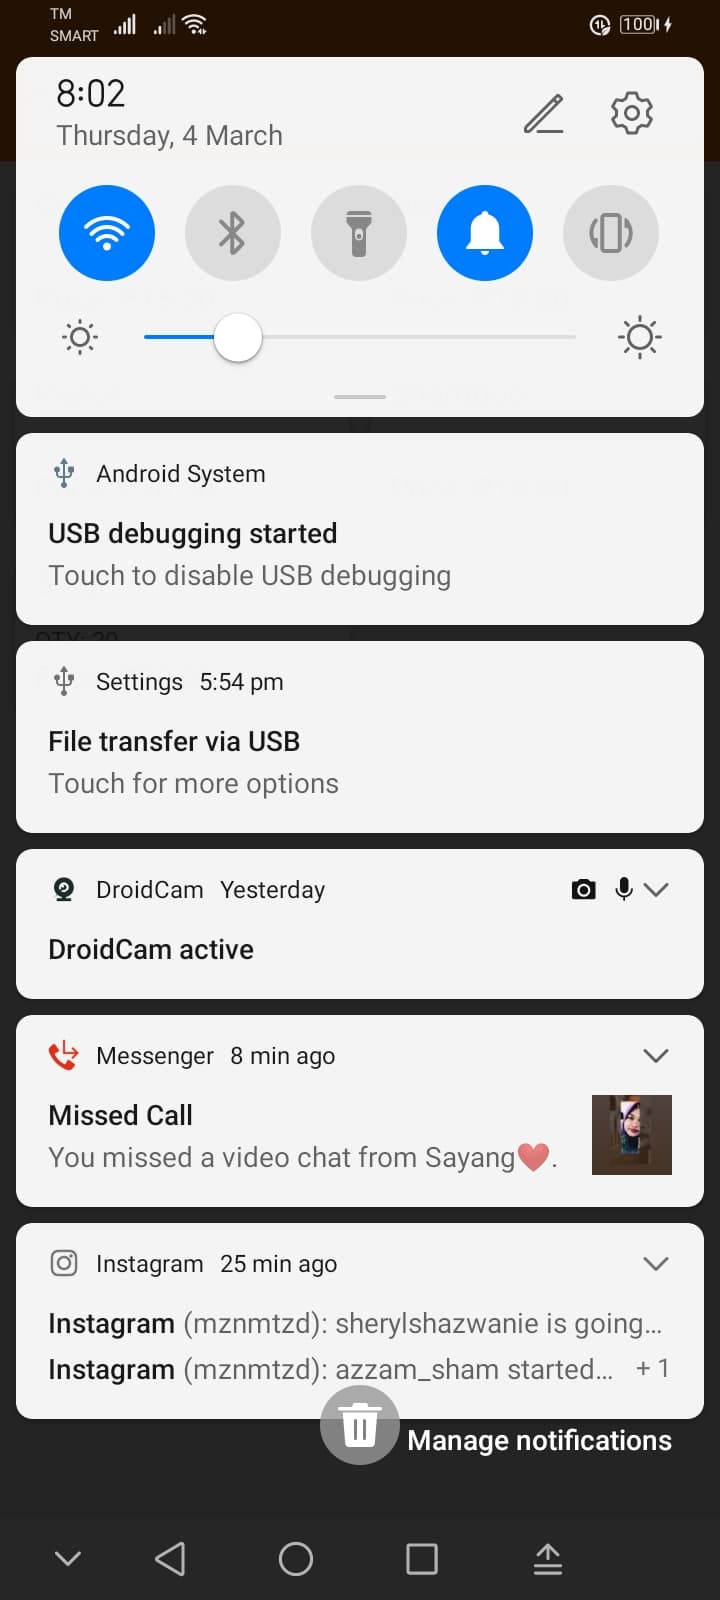 TM
SMART
100
8:02
Thursday, 4 March
Android System
USB debugging started
Touch to disable USB debugging
QTY: 20
Settings 5:54 pm
File transfer via USB
Touch for more options
DroidCam Yesterday
DroidCam active
Messenger 8 min ago
Missed Call
You missed a video chat from Sayang❤️.
Instagram 25 min ago
Instagram (mznmtzd): sherylshazwanie is going…
Instagram (mznmtzd): azzam_sham started… + 1
Manage notifications